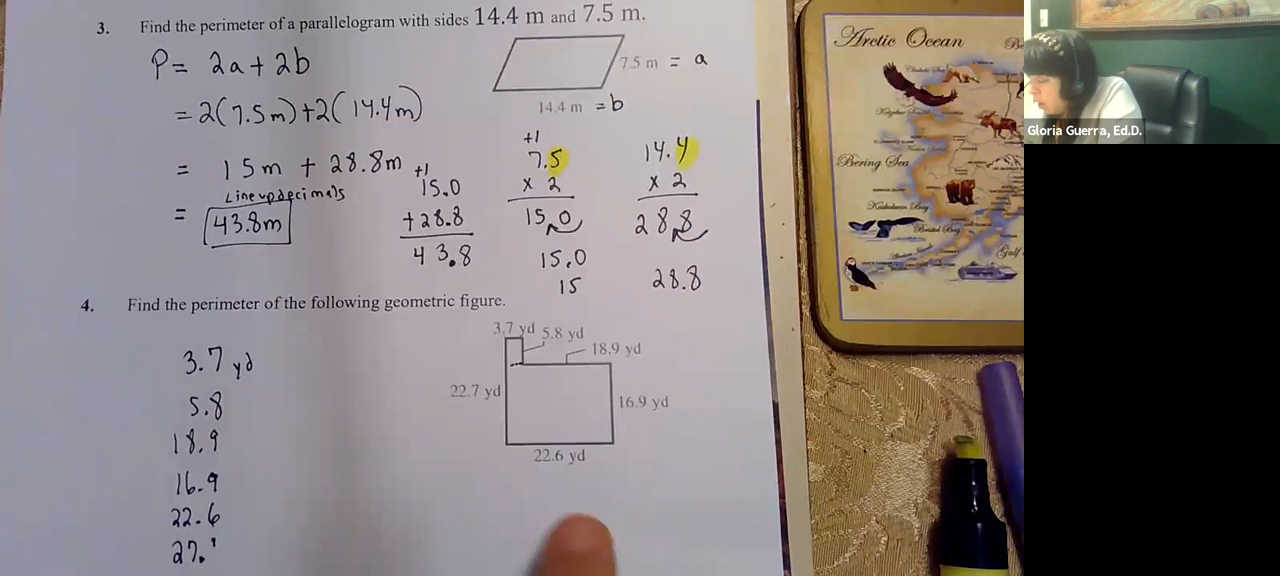 3. Find the perimeter of a parallelogram with sides 14.4 m and 7.5 m.
P = 2a + 2b
7.5 m = a
14.4 m = b
= 2(7.5m) + 2(14.4m)
= 15m + 28.8m
Line up decimals
= 43.8m
+1
15.0
+28.8
43.8
+1
7.5
x 2
15.0
15.0
15
14.4
x 2
28.8
28.8
4. Find the perimeter of the following geometric figure.
3.7 yd
5.8 yd
18.9 yd
22.7 yd
16.9 yd
22.6 yd
3.7 yd
5.8
18.9
16.9
22.6
Arctic Ocean
Bering Sea
Bristol Bay
Gulf
Gloria Guerra, Ed.D.